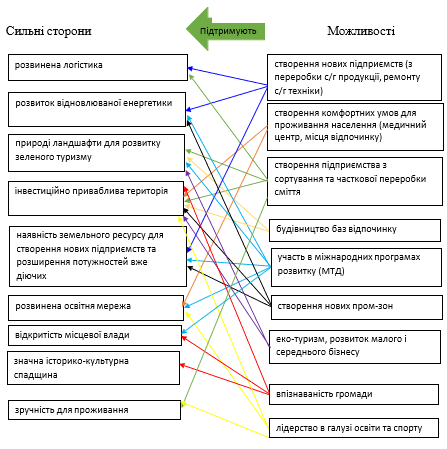 Сильні сторони
Підтримують
Можливості
розвинена логістика
розвиток відновлюваної енергетики
природі ландшафти для розвитку
зеленого туризму
інвестиційно приваблива територія
наявність земельного ресурсу для
створення нових підприємств та
розширення потужностей вже
діючих
розвинена освітня мережа
відкритість місцевої влади
значна історико-культурна
спадщина
зручність для проживання
створення нових підприємств (з
переробки с/г продукції, ремонту
с/г техніки)
створення комфортних умов для
проживання населення (медичний
центр, місця відпочинку)
створення підприємства з
сортування та часткової переробки
сміття
будівництво баз відпочинку
участь в міжнародних програмах
розвитку (МТД)
створення нових пром-зон
еко-туризм, розвиток малого і
середнього бізнесу
впізнаваність громади
лідерство в галузі освіти та спорту